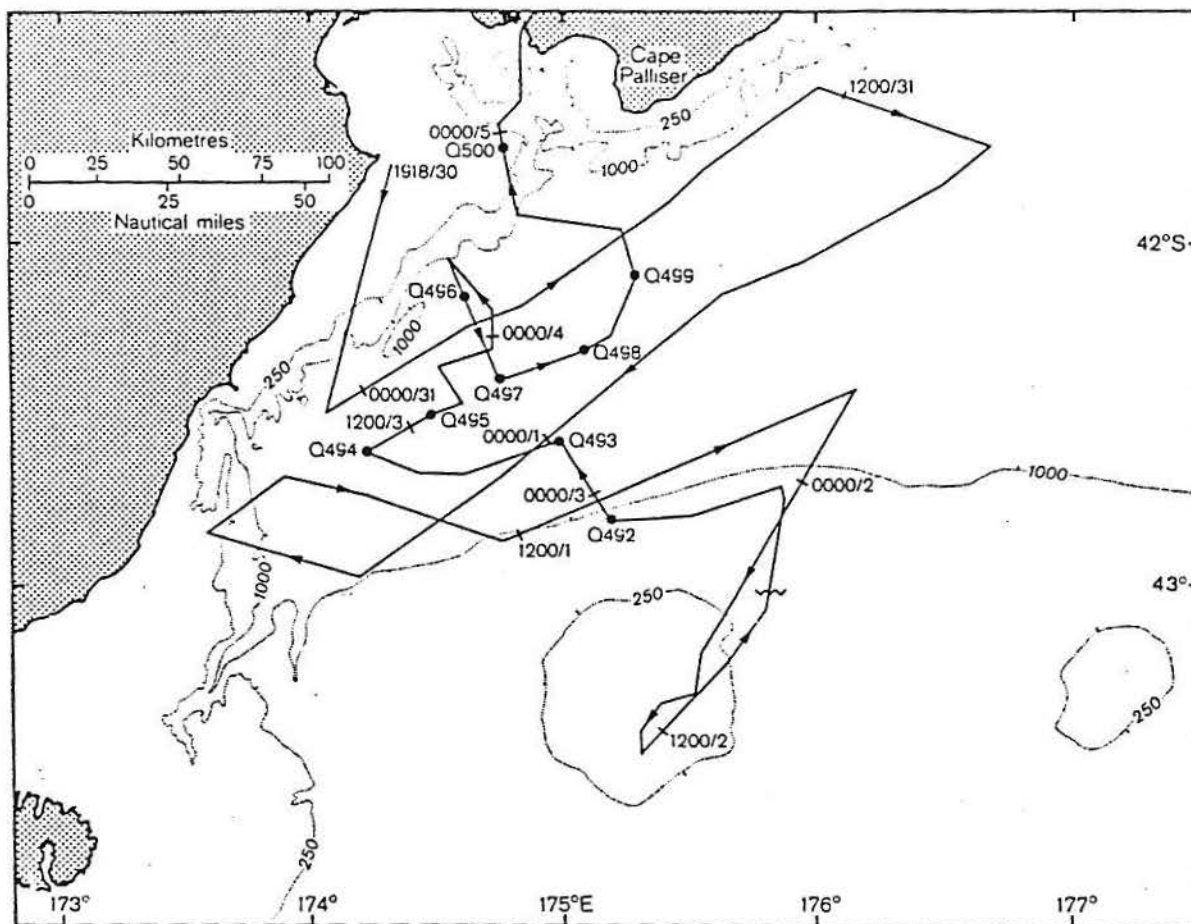 Cape
Palliser
1200/31
250
0000/5
Kilometres
Q500
1000
0 25 50 75 100
1918/30
0 25 50
Nautical miles
42°S
Q499
Q496
0000/4
1000
Q498
250
Q497
0000/31
Q495
1200/3
0000/1
Q493
Q494
1000
0000/2
0000/3
Q492
1200/1
1000
43°
250
250
1200/2
250
173° 174° 175°E 176° 177°